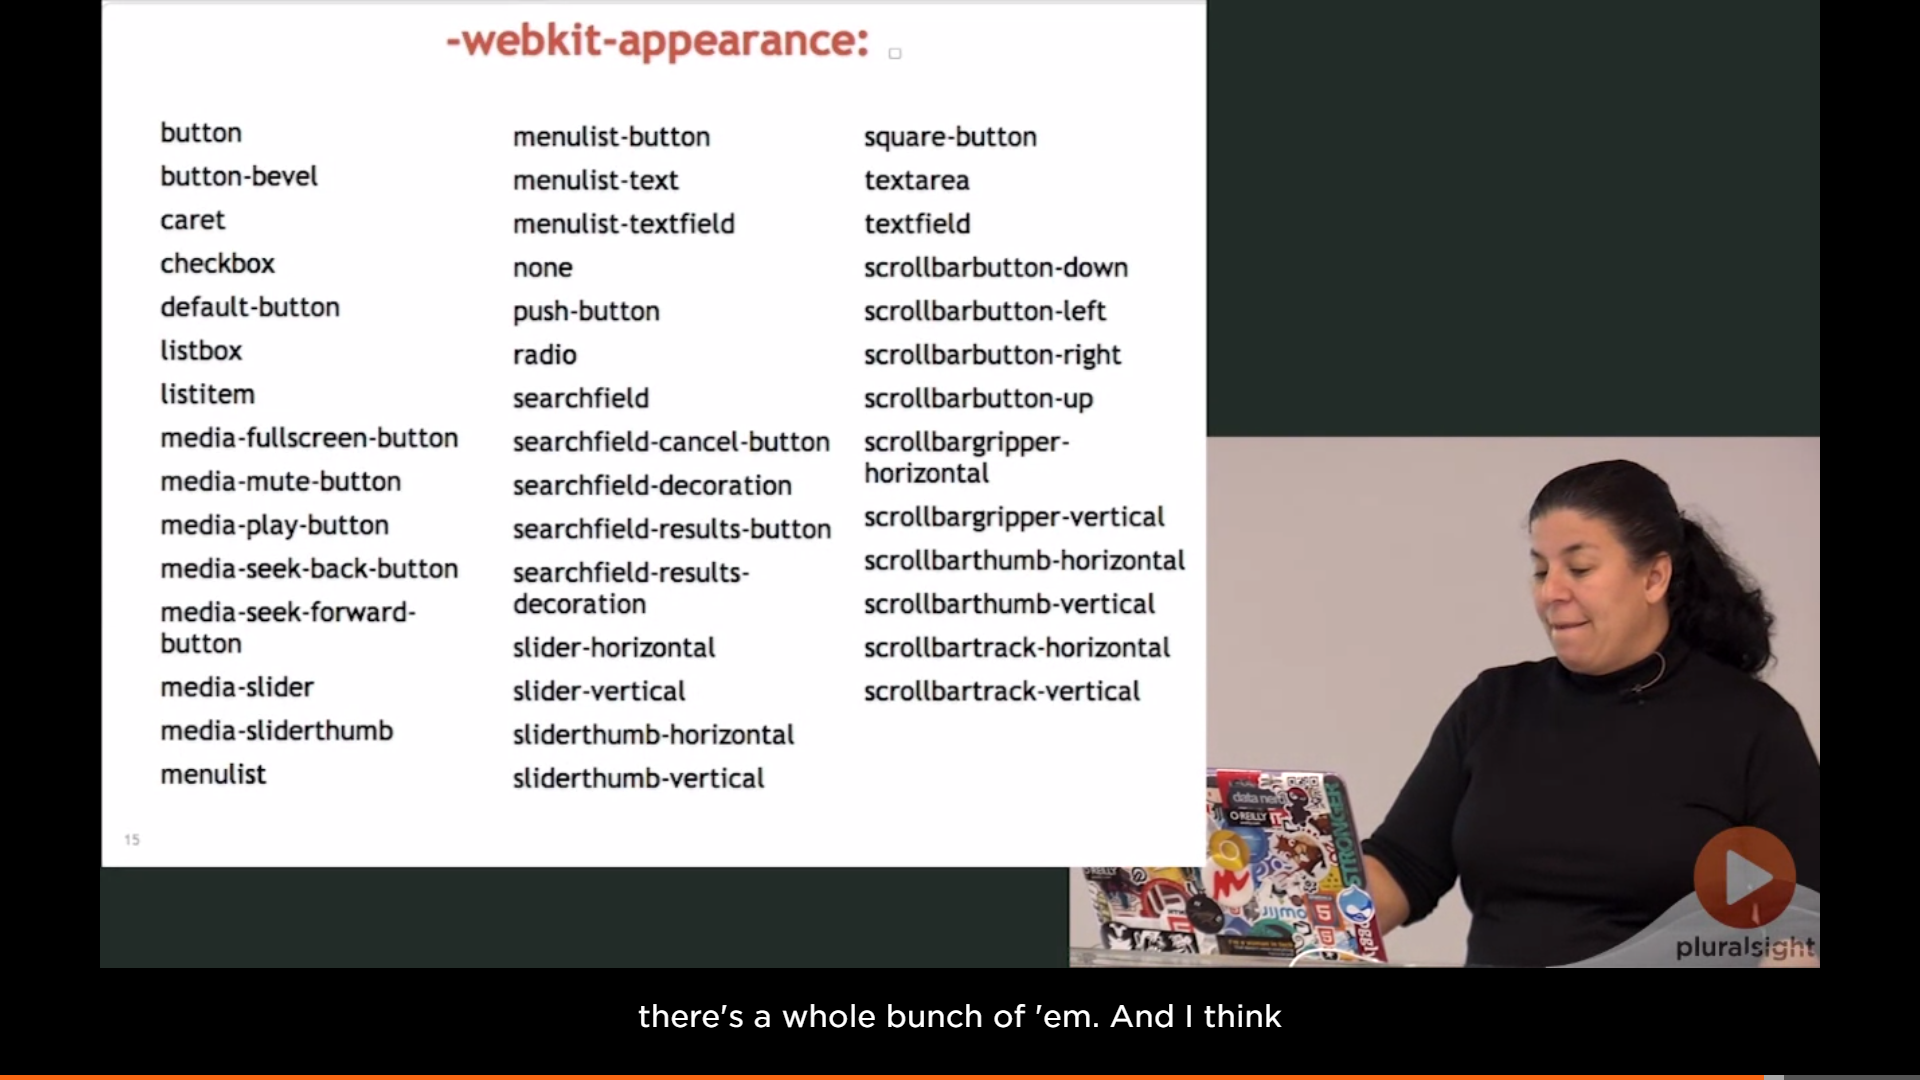 -webkit-appearance:
button
button-bevel
caret
checkbox
default-button
listbox
listitem
media-fullscreen-button
media-mute-button
media-play-button
media-seek-back-button
media-seek-forward-
button
media-slider
media-sliderthumb
menulist
menulist-button
menulist-text
menulist-textfield
none
push-button
radio
searchfield
searchfield-cancel-button
searchfield-decoration
searchfield-results-button
searchfield-results-
decoration
slider-horizontal
slider-vertical
sliderthumb-horizontal
sliderthumb-vertical
square-button
textarea
textfield
scrollbarbutton-down
scrollbarbutton-left
scrollbarbutton-right
scrollbarbutton-up
scrollbargripper-
horizontal
scrollbargripper-vertical
scrollbarthumb-horizontal
scrollbarthumb-vertical
scrollbartrack-horizontal
scrollbartrack-vertical
15
data nerd
O'REILLY
STRONGER
pluralsight
there's a whole bunch of 'em. And I think